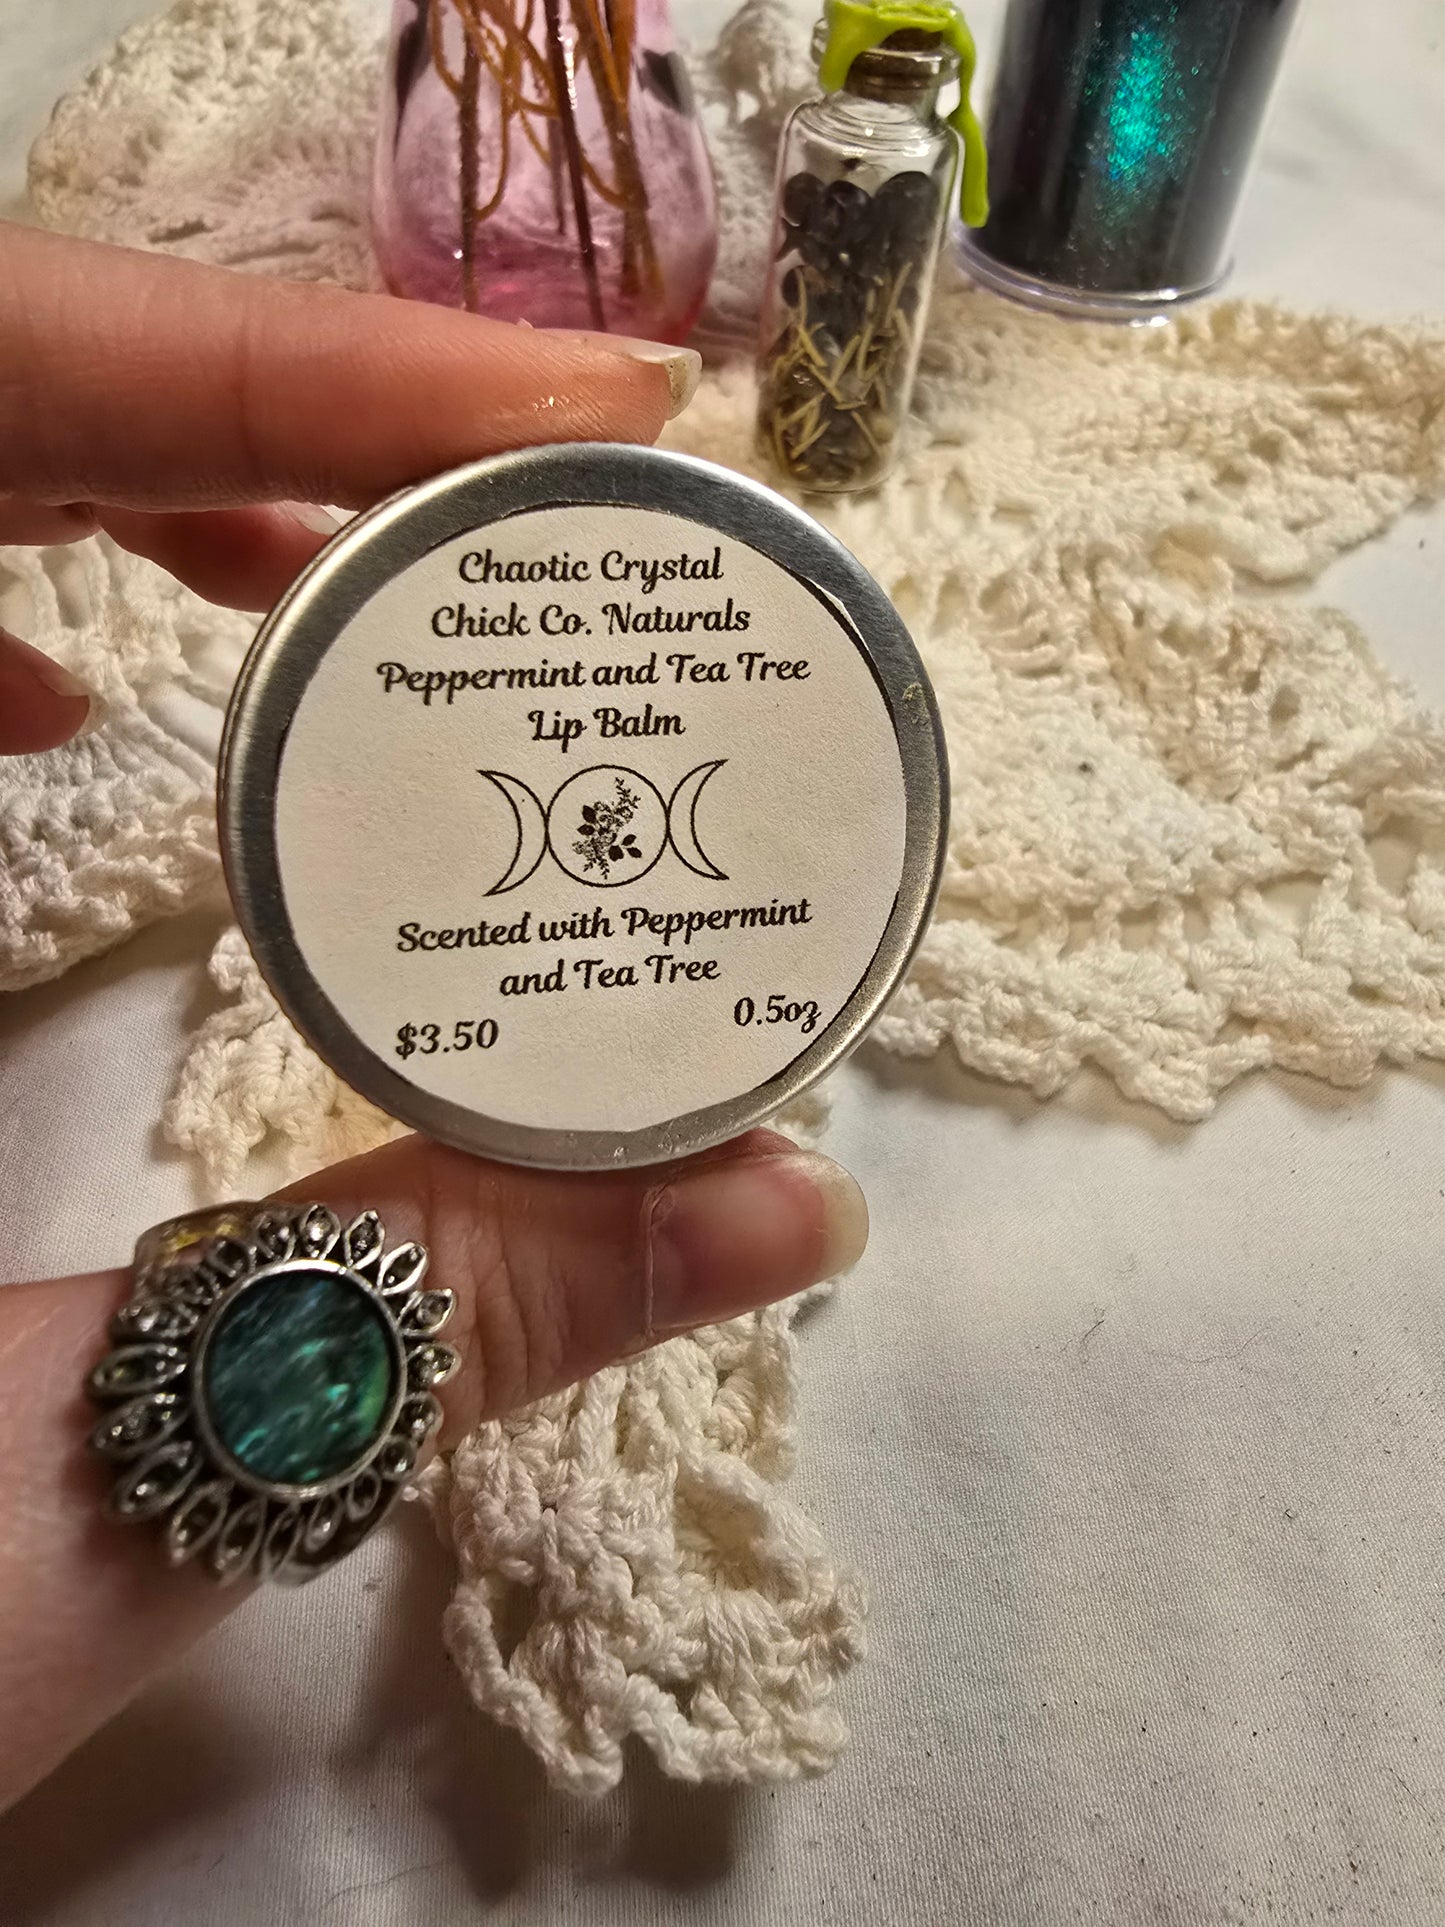 Chaotic Crystal
Chick Co. Naturals
Peppermint and Tea Tree
Lip Balm
Scented with Peppermint
and Tea Tree
$3.50 0.5oz